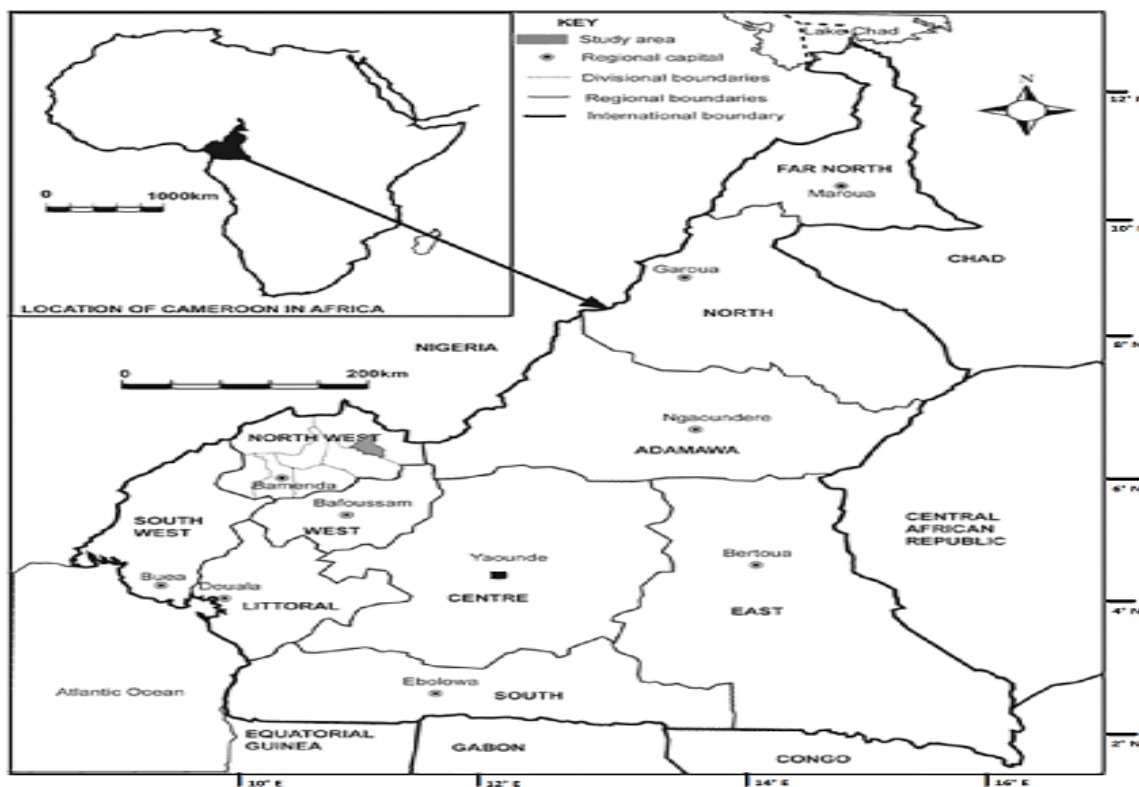 KEY
Study area
Regional capital
Divisional boundaries
Regional boundaries
International boundary
0
1000km
LOCATION OF CAMEROON IN AFRICA
Lake Chad
N
12° N
FAR NORTH
Maroua
10° N
CHAD
Garoua
NORTH
8° N
NIGERIA
0
200km
Ngaoundere
ADAMAWA
NORTH WEST
Bamenda
6° N
Bafoussam
WEST
SOUTH
WEST
CENTRAL
AFRICAN
REPUBLIC
Yaounde
CENTRE
Bertoua
EAST
Buea
Douala
LITTORAL
4° N
Ebolowa
SOUTH
Atlantic Ocean
EQUATORIAL
GUINEA
GABON
CONGO
2° N
10° E
12° E
14° E
16° E